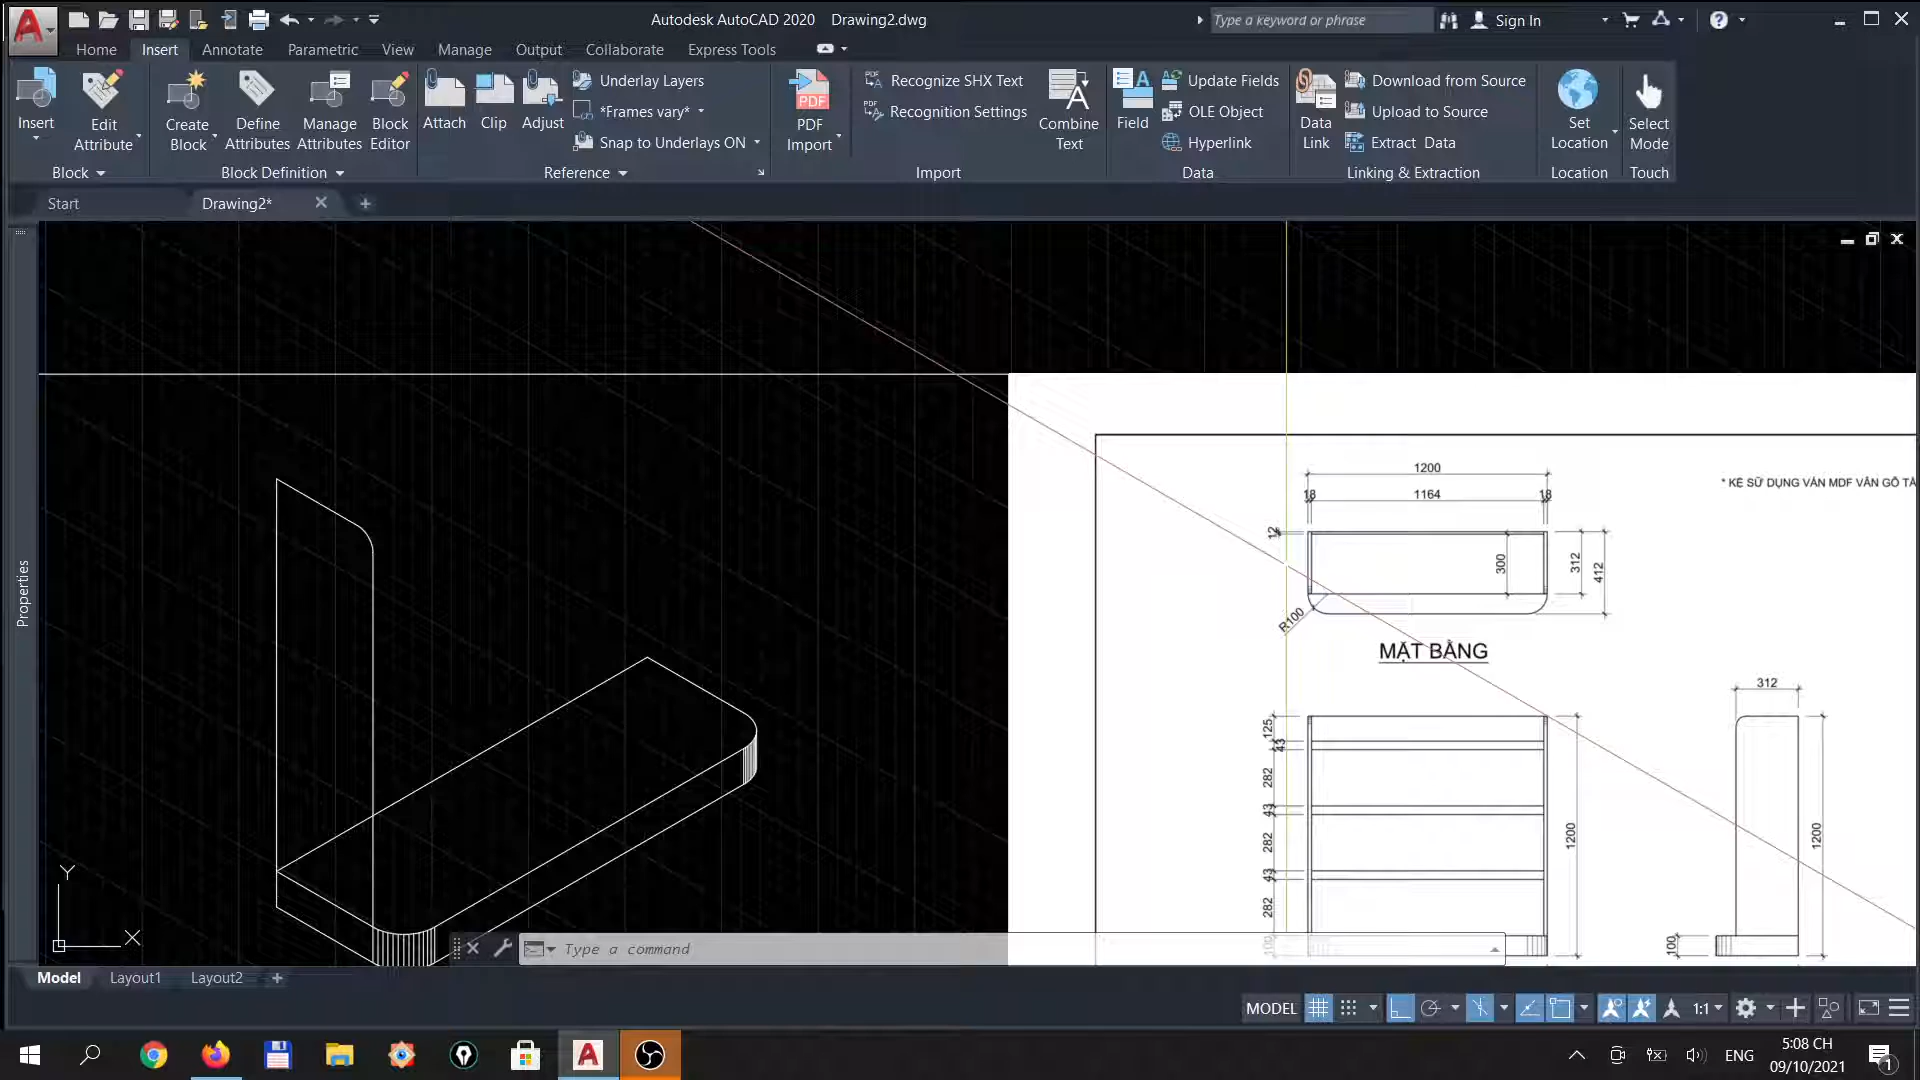 Autodesk AutoCAD 2020 Drawing2.dwg
Type a keyword or phrase
Sign In
Home Insert Annotate Parametric View Manage Output Collaborate Express Tools
Insert
Edit Attribute
Create Block
Define Attributes
Manage Attributes
Block Editor
Attach
Clip
Adjust
Underlay Layers
*Frames vary*
Snap to Underlays ON
PDF
PDF Import
Recognize SHX Text
Recognition Settings
Combine Text
Field
Update Fields
OLE Object
Hyperlink
Data Link
Download from Source
Upload to Source
Extract Data
Set Location
Select Mode
Block
Block Definition
Reference
Import
Data
Linking & Extraction
Location
Touch
Start
Drawing2*
Properties
1200
18 1164 18
* KỆ SỬ DỤNG VÁN MDF VÂN GỖ TÀ
12
300
312
412
R100
MẶT BẰNG
312
125
43
282
43
282
43
282
100
1200
1200
100
Y
X
Type a command
Model Layout1 Layout2
MODEL
1:1
ENG
5:08 CH
09/10/2021
1